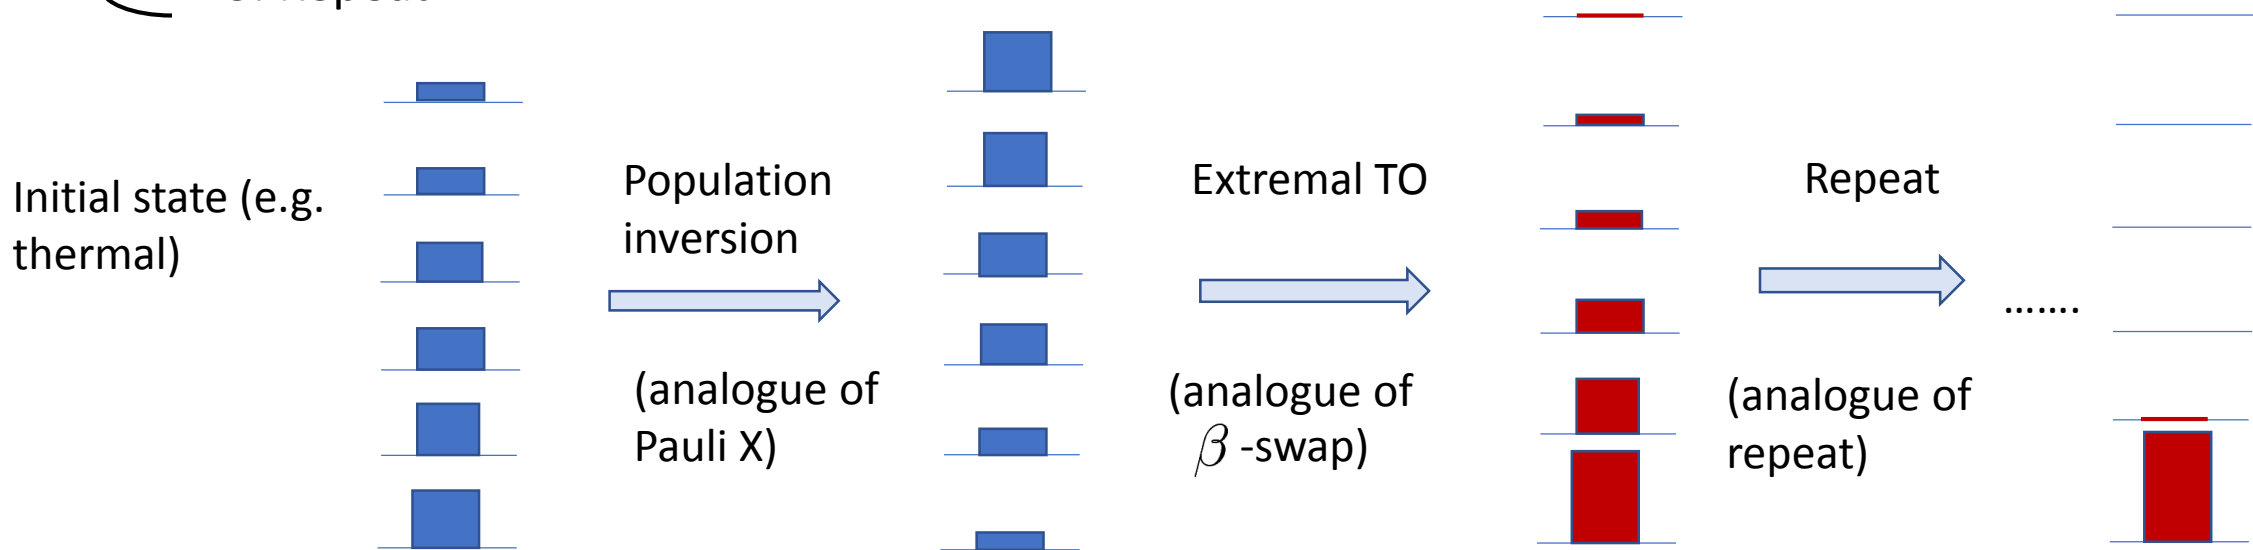 Initial state (e.g.
thermal)
Population
inversion
(analogue of
Pauli X)
Extremal TO
(analogue of
β -swap)
Repeat
(analogue of
repeat)
.......